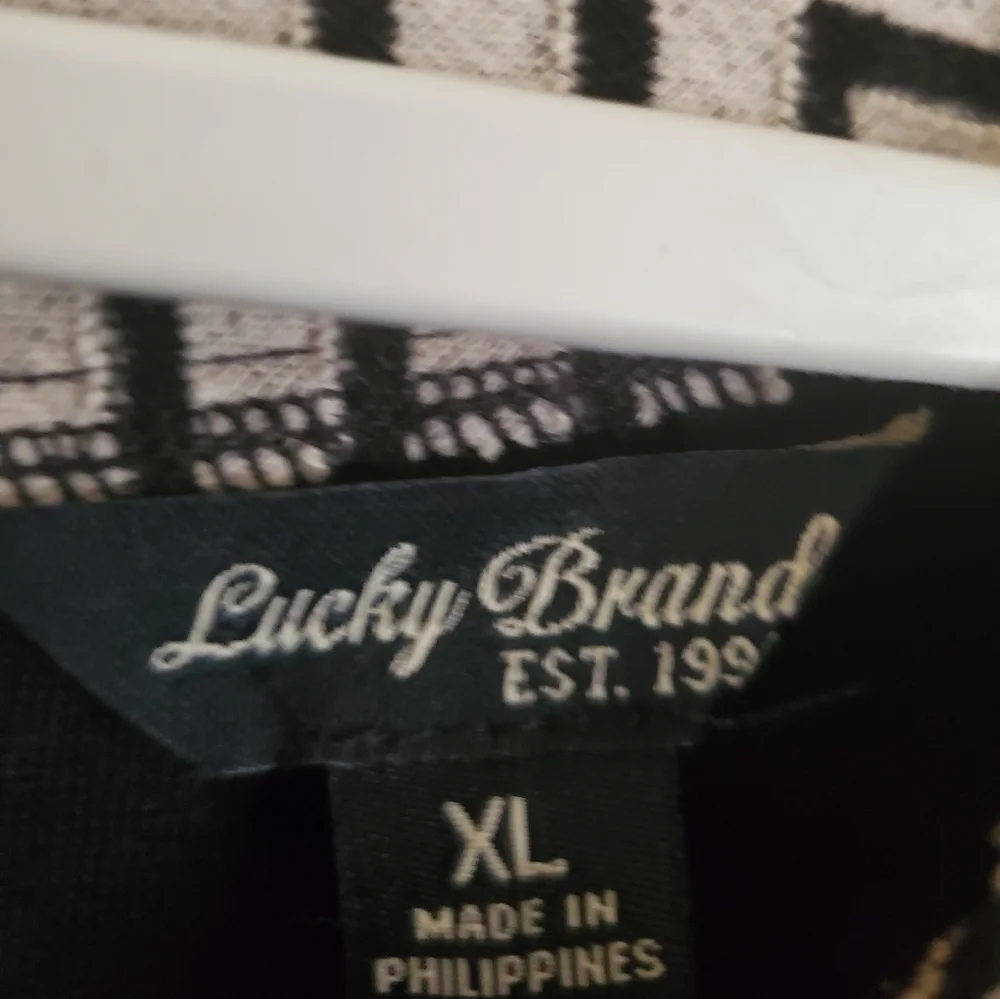 Lucky Brand
EST. 199
XL
MADE IN
PHILIPPINES